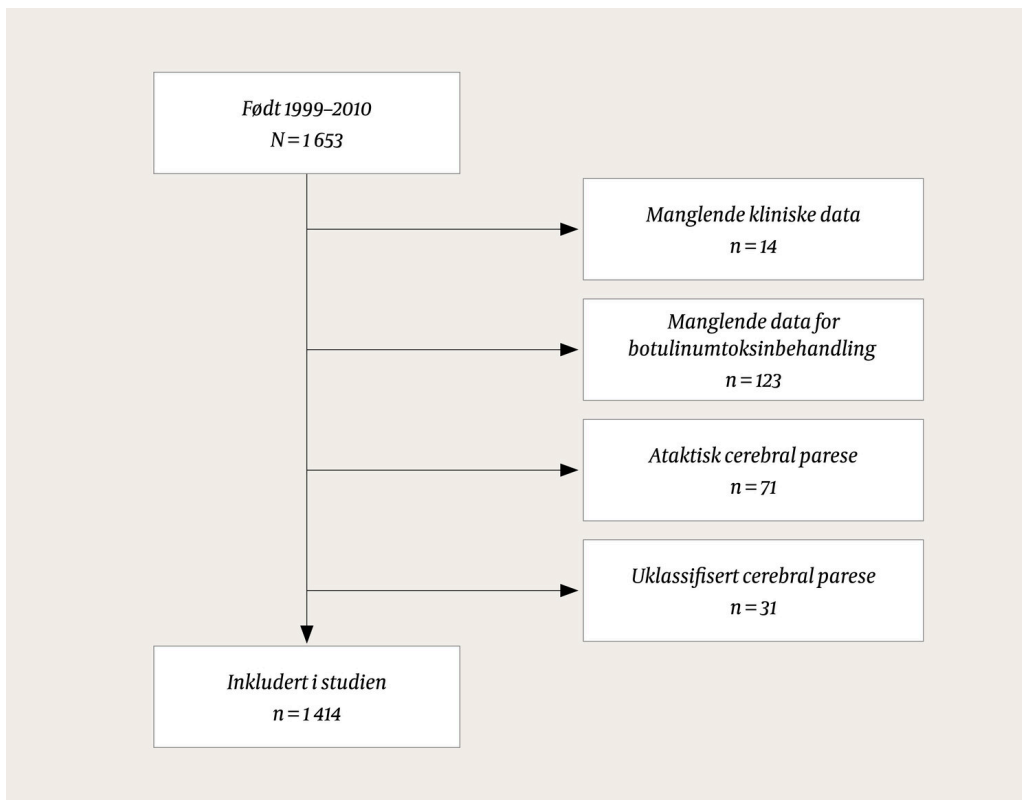 Født 1999–2010
N = 1 653
Manglende kliniske data
n = 14
Manglende data for
botulinumtoksinbehandling
n = 123
Ataktisk cerebral parese
n = 71
Uklassifisert cerebral parese
n = 31
Inkludert i studien
n = 1 414